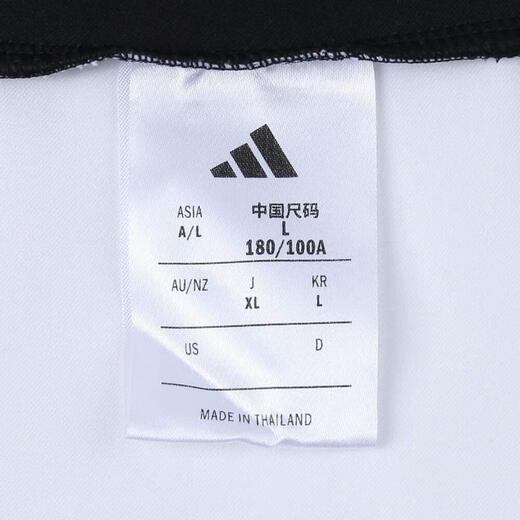 ASIA 中国尺码
A/L L
180/100A
AU/NZ J KR
XL L
US D
MADE IN THAILAND